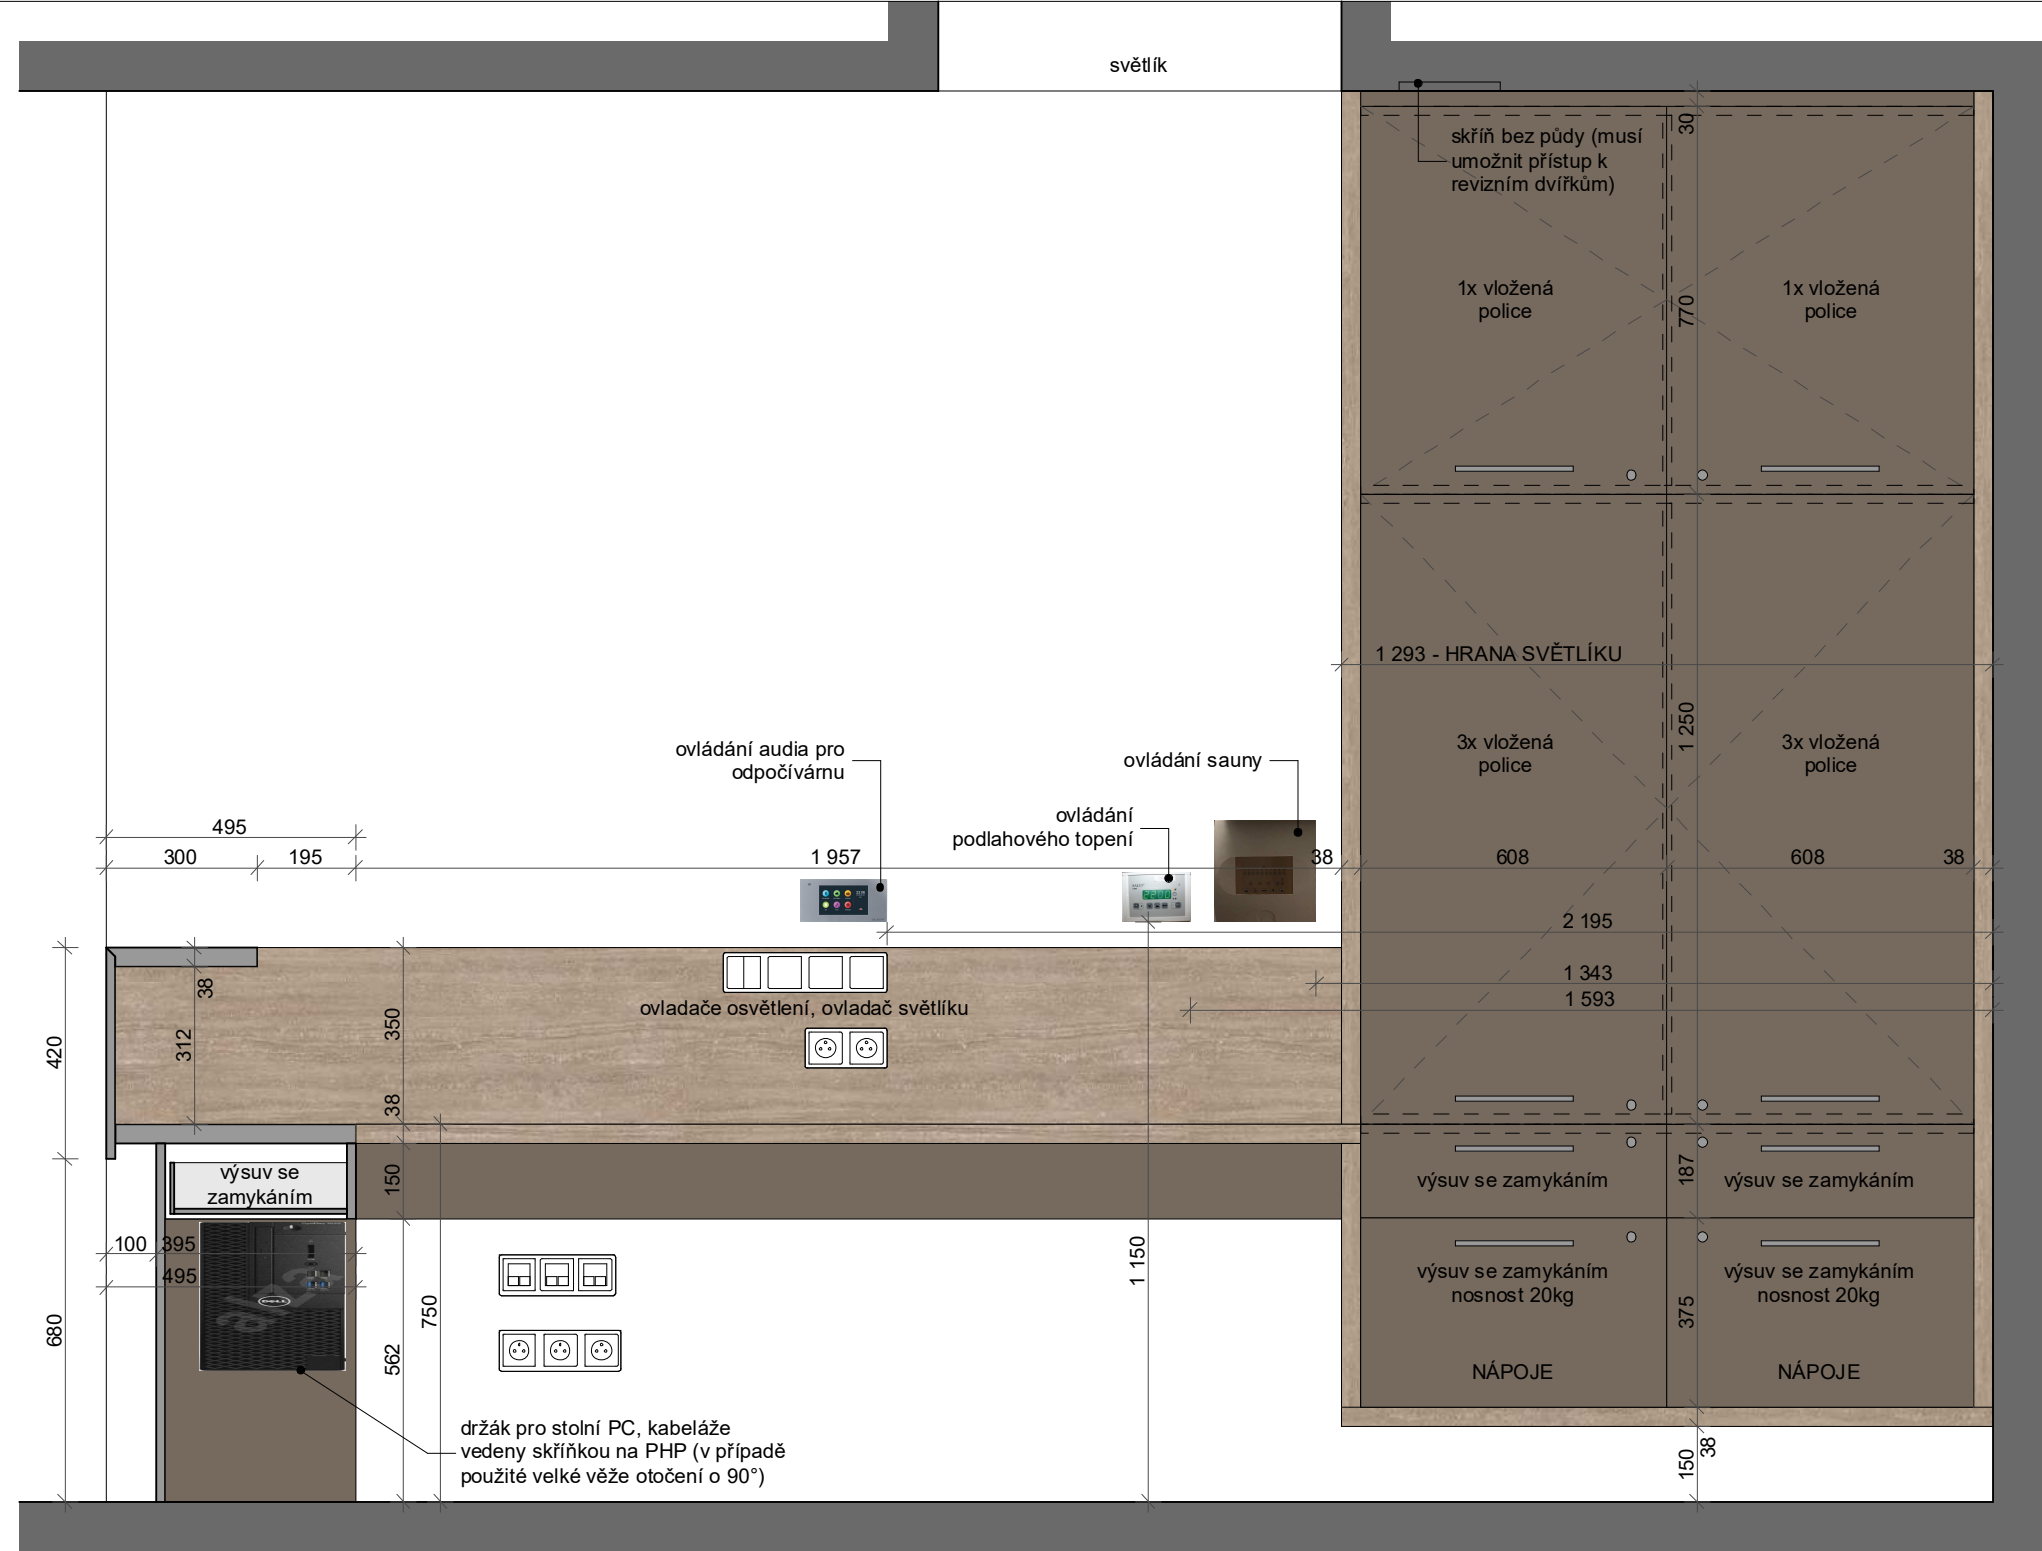 světlík
30
skříň bez půdy (musí
umožnit přístup k
revizním dvířkům)
1x vložená
police
1x vložená
police
770
1 293 - HRANA SVĚTLÍKU
3x vložená
police
3x vložená
police
1 250
ovládání audia pro
odpočívárnu
ovládání sauny
ovládání
podlahového topení
495
300
195
1 957
38
608
608
38
2 195
1 343
1 593
38
312
350
38
420
ovladače osvětlení, ovladač světlíku
výsuv se
zamykáním
150
187
výsuv se zamykáním
výsuv se zamykáním
100
395
495
DELL
680
750
562
1 150
výsuv se zamykáním
nosnost 20kg
výsuv se zamykáním
nosnost 20kg
375
NÁPOJE
NÁPOJE
držák pro stolní PC, kabeláže
vedeny skříňkou na PHP (v případě
použité velké věže otočení o 90°)
150
38